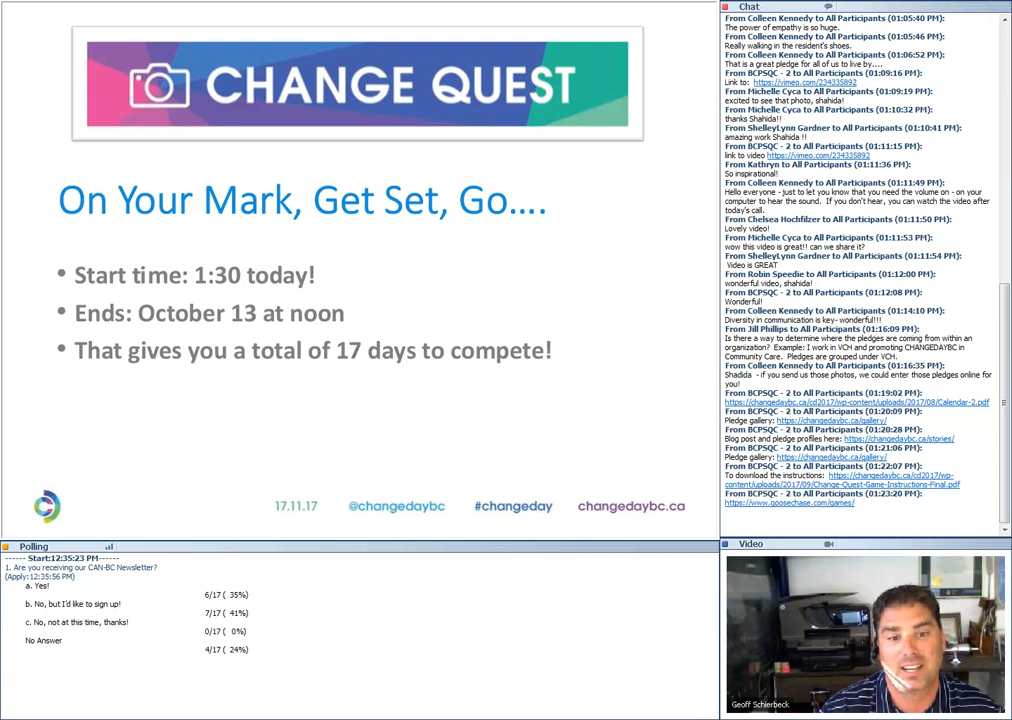 CHANGE QUEST
On Your Mark, Get Set, Go….
• Start time: 1:30 today!
• Ends: October 13 at noon
• That gives you a total of 17 days to compete!
17.11.17 @changedaybc #changeday changedaybc.ca
Chat
From Colleen Kennedy to All Participants (01:05:40 PM):
The power of empathy is so huge.
From Colleen Kennedy to All Participants (01:05:46 PM):
Really walking in the resident's shoes.
From Colleen Kennedy to All Participants (01:06:52 PM):
That is a great pledge for all of us to live by....
From BCPSQC - 2 to All Participants (01:09:16 PM):
Link to: https://vimeo.com/234335892
From Michelle Cyca to All Participants (01:09:19 PM):
excited to see that photo, shahida!
From Michelle Cyca to All Participants (01:10:32 PM):
thanks Shahida!!
From ShelleyLynn Gardner to All Participants (01:10:41 PM):
amazing work Shahida !!
From BCPSQC - 2 to All Participants (01:11:15 PM):
link to video https://vimeo.com/234335892
From Kathryn to All Participants (01:11:36 PM):
So inspirational!
From Colleen Kennedy to All Participants (01:11:49 PM):
Hello everyone - just to let you know that you need the volume on - on your
computer to hear the sound. If you don't hear, you can watch the video after
today's call.
From Chelsea Hochfilzer to All Participants (01:11:50 PM):
Lovely video!
From Michelle Cyca to All Participants (01:11:53 PM):
wow this video is great!! can we share it?
From ShelleyLynn Gardner to All Participants (01:11:54 PM):
Video is GREAT
From Robin Speedie to All Participants (01:12:00 PM):
wonderful video, shahida!
From BCPSQC - 2 to All Participants (01:12:08 PM):
Wonderful!
From Colleen Kennedy to All Participants (01:14:10 PM):
Diversity in communication is key- wonderful!!!
From Jill Phillips to All Participants (01:16:09 PM):
Is there a way to determine where the pledges are coming from within an
organization? Example: I work in VCH and promoting CHANGEDAYBC in
Community Care. Pledges are grouped under VCH.
From Colleen Kennedy to All Participants (01:16:35 PM):
Shadida - if you send us those photos, we could enter those pledges online for
you!
From BCPSQC - 2 to All Participants (01:19:02 PM):
https://changedaybc.ca/cd2017/wp-content/uploads/2017/08/Calendar-2.pdf
From BCPSQC - 2 to All Participants (01:20:09 PM):
Pledge gallery: https://changedaybc.ca/gallery/
From BCPSQC - 2 to All Participants (01:20:28 PM):
Blog post and pledge profiles here: https://changedaybc.ca/stories/
From BCPSQC - 2 to All Participants (01:21:06 PM):
Pledge gallery: https://changedaybc.ca/gallery/
From BCPSQC - 2 to All Participants (01:22:07 PM):
To download the instructions: https://changedaybc.ca/cd2017/wp-
content/uploads/2017/09/Change-Quest-Game-Instructions-Final.pdf
From BCPSQC - 2 to All Participants (01:23:20 PM):
https://www.goosechase.com/games/
Polling
------ Start:12:35:23 PM------
1. Are you receiving our CAN-BC Newsletter?
(Apply:12:35:56 PM)
a. Yes!
6/17 ( 35%)
b. No, but I'd like to sign up!
7/17 ( 41%)
c. No, not at this time, thanks!
0/17 ( 0%)
No Answer
4/17 ( 24%)
Video
Geoff Schierbeck